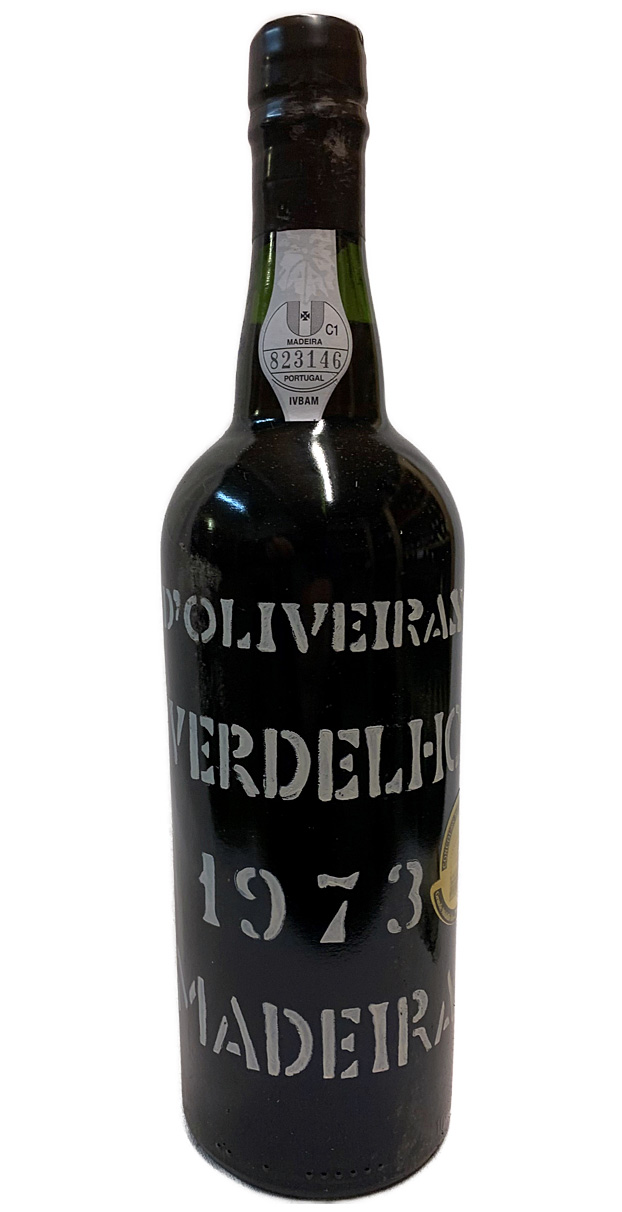 C1
MADEIRA
823146
PORTUGAL
IVBAM
D'OLIVEIRAS
VERDELHO
1973
MADEIRA